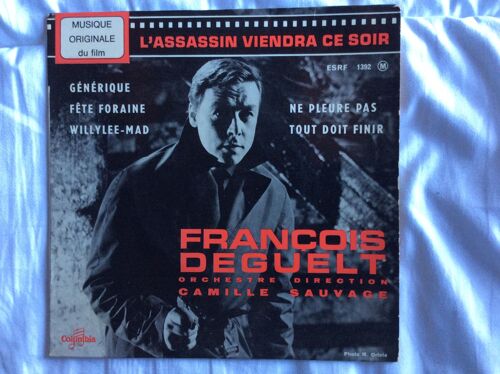 MUSIQUE
ORIGINALE
du film
L'ASSASSIN VIENDRA CE SOIR
ESRF 1392 M
GÉNÉRIQUE
FÊTE FORAINE
WILLYLEE-MAD
NE PLEURE PAS
TOUT DOIT FINIR
FRANÇOIS
DEGUELT
ORCHESTRE DIRECTION
CAMILLE SAUVAGE
Columbia
Photo M.